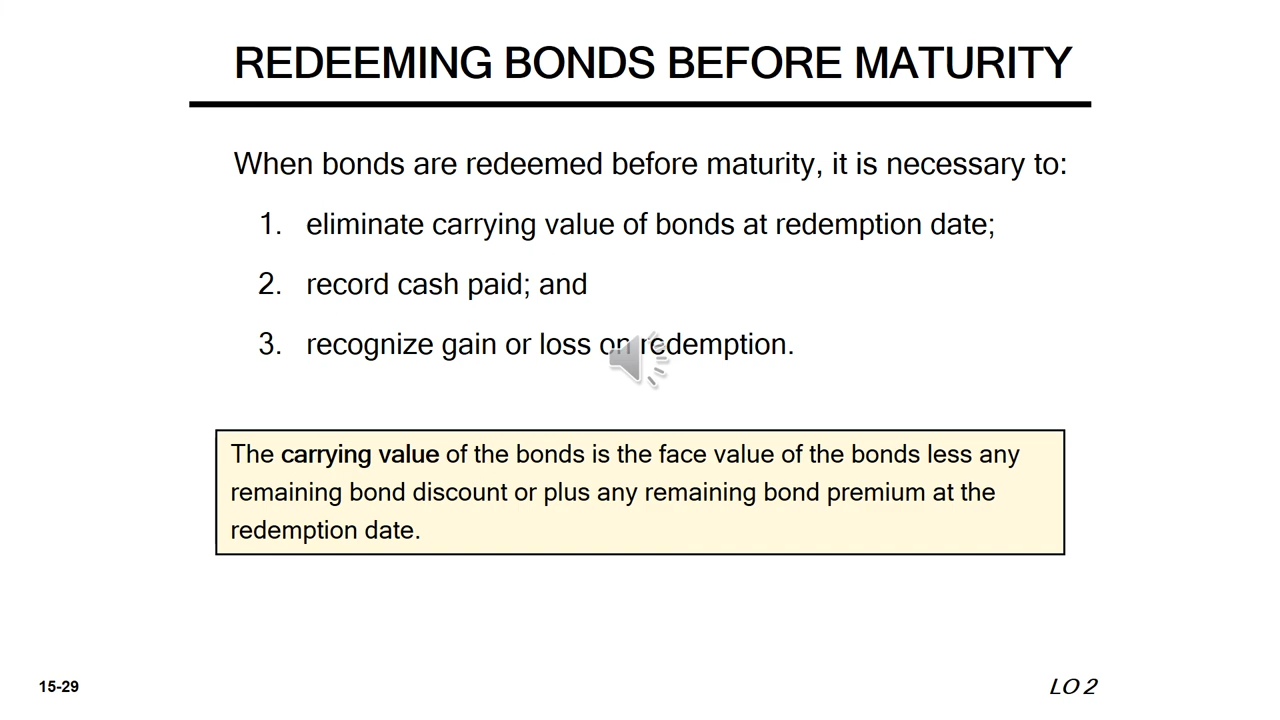 REDEEMING BONDS BEFORE MATURITY
When bonds are redeemed before maturity, it is necessary to:
1. eliminate carrying value of bonds at redemption date;
2. record cash paid; and
3. recognize gain or loss on redemption.
The carrying value of the bonds is the face value of the bonds less any
remaining bond discount or plus any remaining bond premium at the
redemption date.
15-29
LO 2